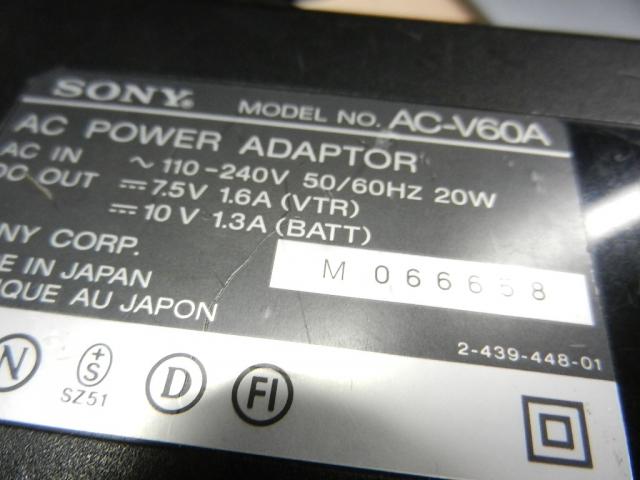 SONY®
MODEL NO. AC-V60A
AC POWER ADAPTOR
AC IN ~ 110-240V 50/60HZ 20W
DC OUT ⎓ 7.5V 1.6A (VTR)
⎓ 10V 1.3A (BATT)
NY CORP.
E IN JAPAN
IQUE AU JAPON
M 066658
2-439-448-01
N
+S
SZ51
D
FI